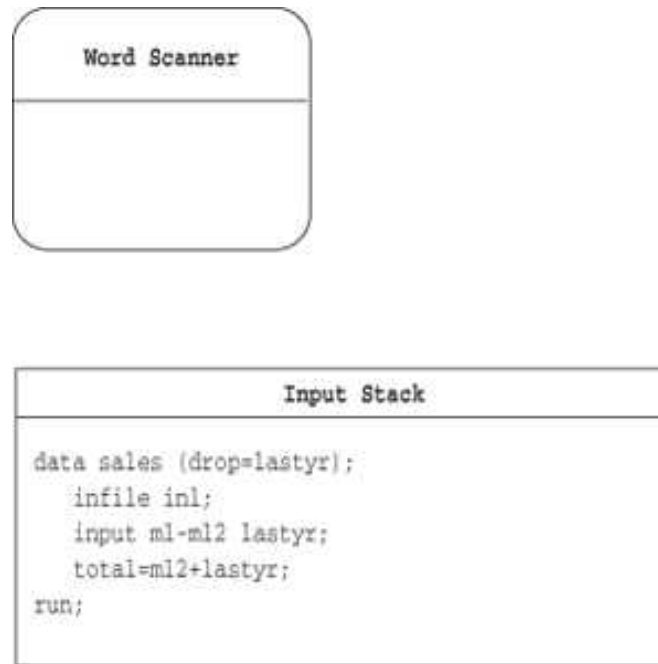 Word Scanner
Input Stack
data sales (drop=lastyr);
infile in1;
input m1-m12 lastyr;
total=m12+lastyr;
run;